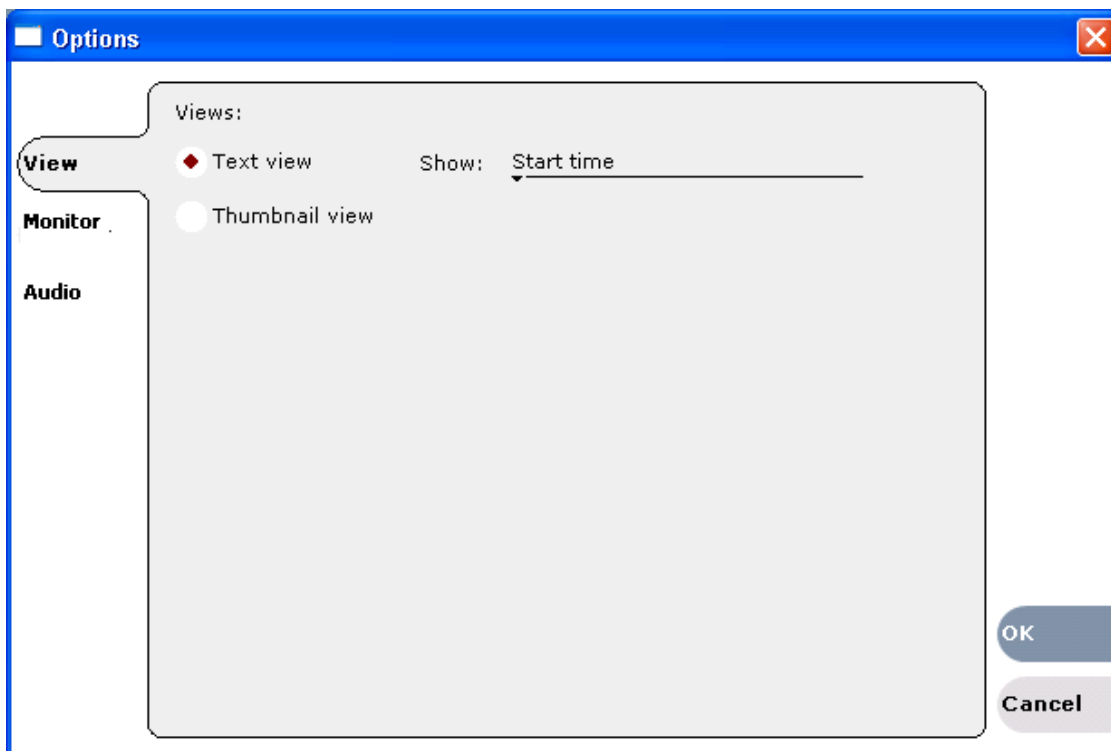 Options
Views:
View
Text view Show: Start time
Monitor
Thumbnail view
Audio
OK
Cancel